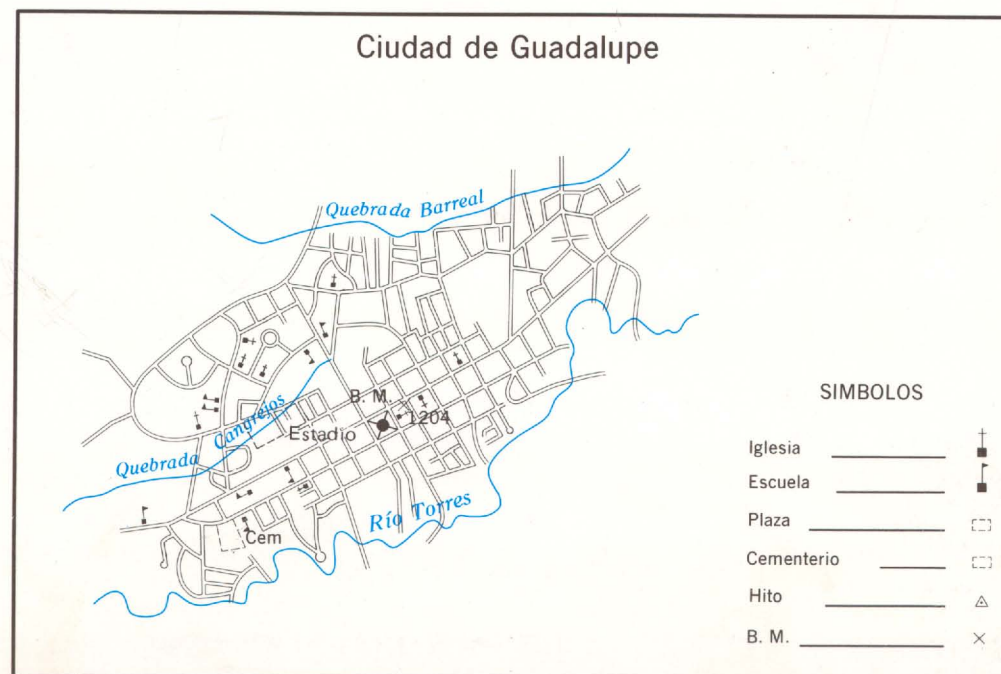 Ciudad de Guadalupe
Quebrada Barreal
B. M.
1204
Estadio
Quebrada Cangrejos
Río Torres
Cem
SIMBOLOS
Iglesia
Escuela
Plaza
Cementerio
Hito
B. M.